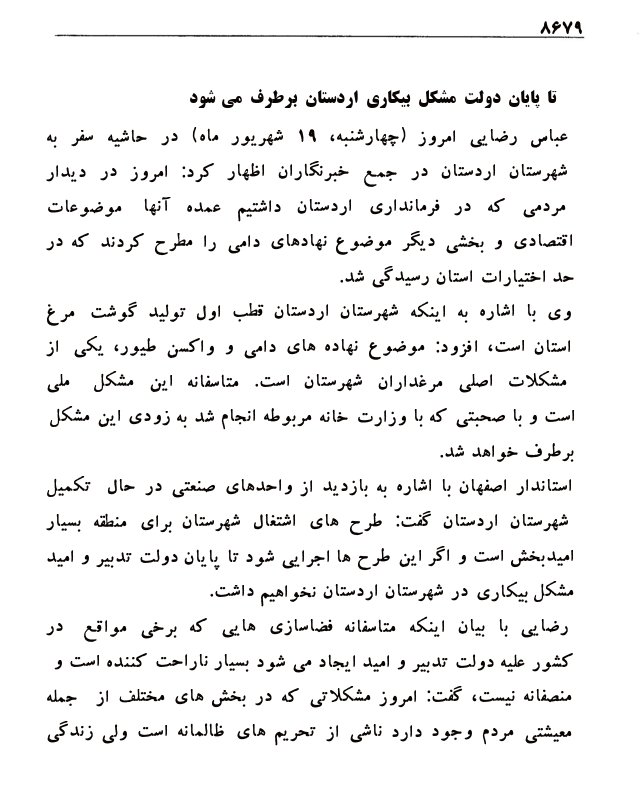 ۸۶۷۹
تا پایان دولت مشکل بیکاری اردستان برطرف می شود
عباس رضایی امروز (چهارشنبه، ۱۹ شهریور ماه) در حاشیه سفر به
شهرستان اردستان در جمع خبرنگاران اظهار کرد: امروز در دیدار
مردمی که در فرمانداری اردستان داشتیم عمده آنها موضوعات
اقتصادی و بخشی دیگر موضوع نهادهای دامی را مطرح کردند که در
حد اختیارات استان رسیدگی شد.
وی با اشاره به اینکه شهرستان اردستان قطب اول تولید گوشت مرغ
استان است، افزود: موضوع نهاده های دامی و واکسن طیور، یکی از
مشکلات اصلی مرغداران شهرستان است. متاسفانه این مشکل ملی
است و با صحبتی که با وزارت خانه مربوطه انجام شد به زودی این مشکل
برطرف خواهد شد.
استاندار اصفهان با اشاره به بازدید از واحدهای صنعتی در حال تکمیل
شهرستان اردستان گفت: طرح های اشتغال شهرستان برای منطقه بسیار
امیدبخش است و اگر این طرح ها اجرایی شود تا پایان دولت تدبیر و امید
مشکل بیکاری در شهرستان اردستان نخواهیم داشت.
رضایی با بیان اینکه متاسفانه فضاسازی هایی که برخی مواقع در
کشور علیه دولت تدبیر و امید ایجاد می شود بسیار ناراحت کننده است و
منصفانه نیست، گفت: امروز مشکلاتی که در بخش های مختلف از جمله
معیشتی مردم وجود دارد ناشی از تحریم های ظالمانه است ولی زندگی